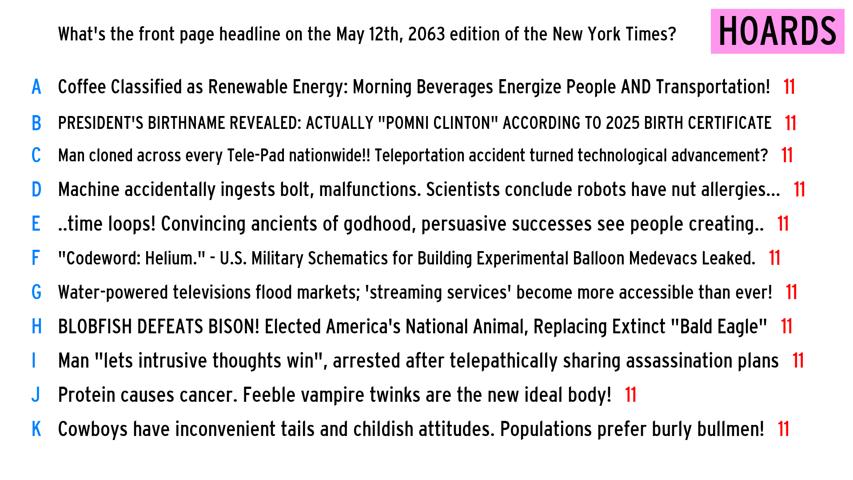 What's the front page headline on the May 12th, 2063 edition of the New York Times?
HOARDS
A Coffee Classified as Renewable Energy: Morning Beverages Energize People AND Transportation! 11
B PRESIDENT'S BIRTHNAME REVEALED: ACTUALLY "POMNI CLINTON" ACCORDING TO 2025 BIRTH CERTIFICATE 11
C Man cloned across every Tele-Pad nationwide!! Teleportation accident turned technological advancement? 11
D Machine accidentally ingests bolt, malfunctions. Scientists conclude robots have nut allergies... 11
E ..time loops! Convincing ancients of godhood, persuasive successes see people creating.. 11
F "Codeword: Helium." - U.S. Military Schematics for Building Experimental Balloon Medevacs Leaked. 11
G Water-powered televisions flood markets; 'streaming services' become more accessible than ever! 11
H BLOBFISH DEFEATS BISON! Elected America's National Animal, Replacing Extinct "Bald Eagle" 11
I Man "lets intrusive thoughts win", arrested after telepathically sharing assassination plans 11
J Protein causes cancer. Feeble vampire twinks are the new ideal body! 11
K Cowboys have inconvenient tails and childish attitudes. Populations prefer burly bullmen! 11